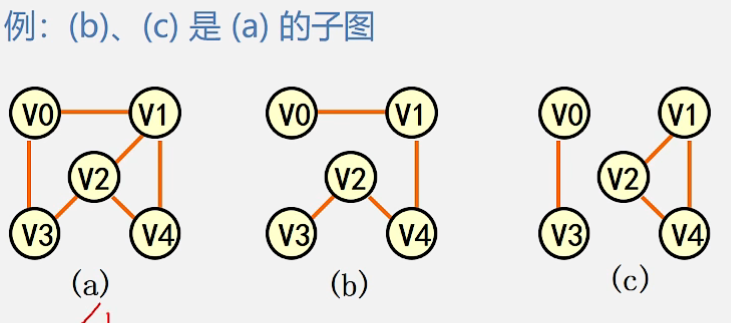 例：(b)、(c) 是 (a) 的子图
V0 V1 V0 V1 V0 V1
V2 V2 V2
V3 V4 V3 V4 V3 V4
(a) (b) (c)